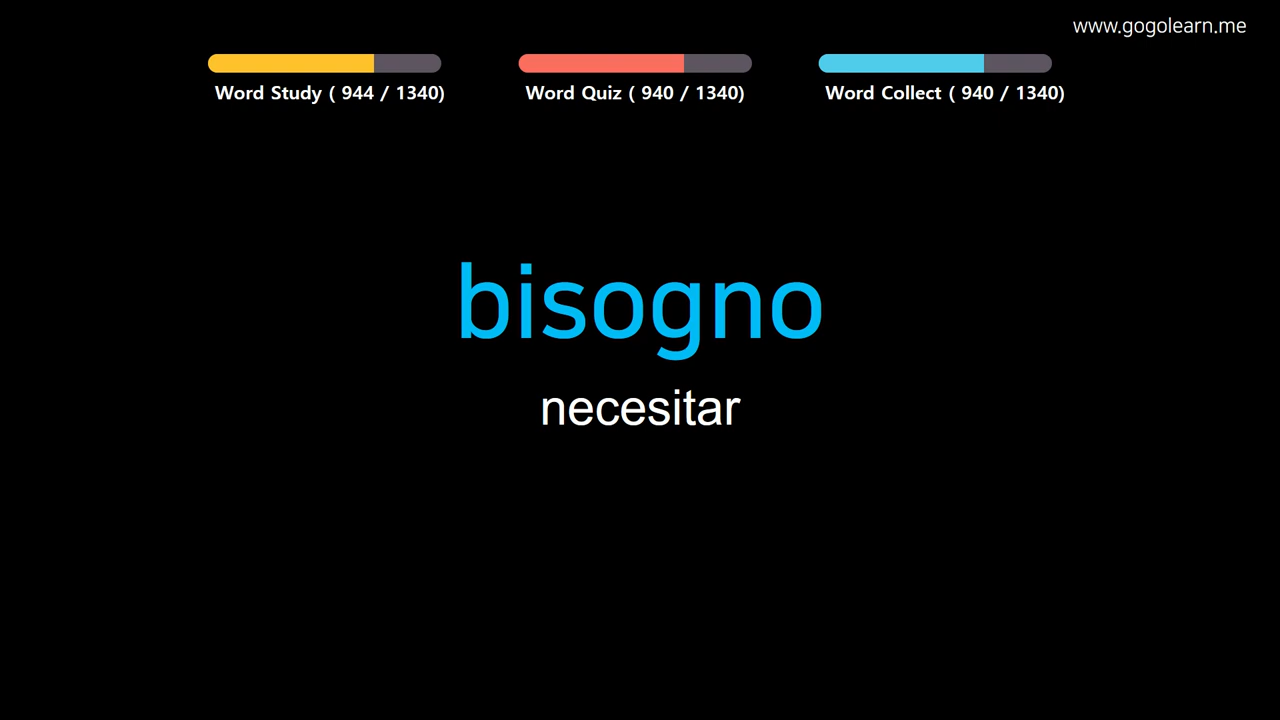 www.gogolearn.me
Word Study ( 944 / 1340)
Word Quiz ( 940 / 1340)
Word Collect ( 940 / 1340)
bisogno
necesitar